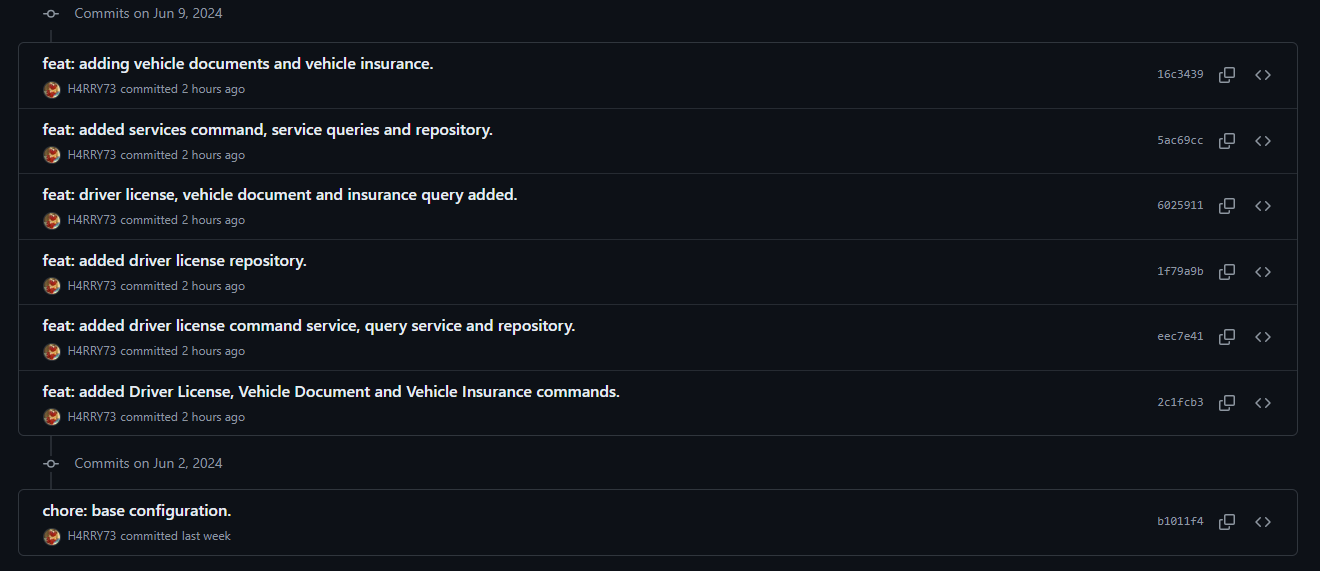 Commits on Jun 9, 2024
feat: adding vehicle documents and vehicle insurance.
H4RRY73 committed 2 hours ago
16c3439
feat: added services command, service queries and repository.
H4RRY73 committed 2 hours ago
5ac69cc
feat: driver license, vehicle document and insurance query added.
H4RRY73 committed 2 hours ago
6025911
feat: added driver license repository.
H4RRY73 committed 2 hours ago
1f79a9b
feat: added driver license command service, query service and repository.
H4RRY73 committed 2 hours ago
eec7e41
feat: added Driver License, Vehicle Document and Vehicle Insurance commands.
H4RRY73 committed 2 hours ago
2c1fcb3
Commits on Jun 2, 2024
chore: base configuration.
H4RRY73 committed last week
b1011f4